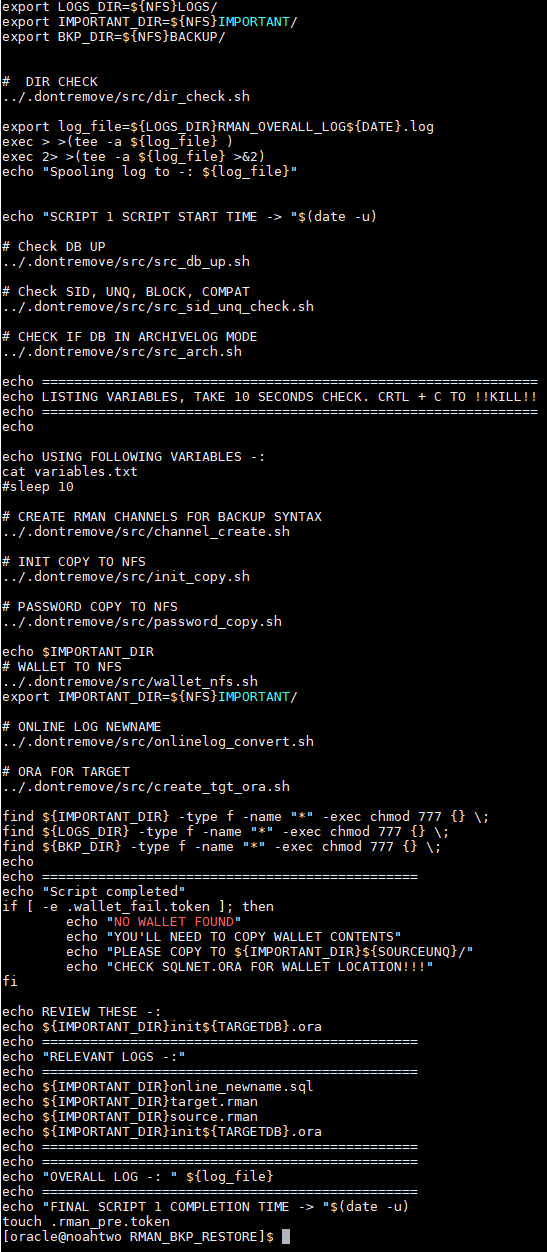 export LOGS_DIR=${NFS}LOGS/
export IMPORTANT_DIR=${NFS}IMPORTANT/
export BKP_DIR=${NFS}BACKUP/
#  DIR CHECK
../.dontremove/src/dir_check.sh
export log_file=${LOGS_DIR}RMAN_OVERALL_LOG${DATE}.log
exec > >(tee -a ${log_file} )
exec 2> >(tee -a ${log_file} >&2)
echo "Spooling log to -: ${log_file}"
echo "SCRIPT 1 SCRIPT START TIME -> "$(date -u)
# Check DB UP
../.dontremove/src/src_db_up.sh
# Check SID, UNQ, BLOCK, COMPAT
../.dontremove/src/src_sid_unq_check.sh
# CHECK IF DB IN ARCHIVELOG MODE
../.dontremove/src/src_arch.sh
echo ==============================================================
echo LISTING VARIABLES, TAKE 10 SECONDS CHECK. CRTL + C TO !!KILL!!
echo ==============================================================
echo
echo USING FOLLOWING VARIABLES -:
cat variables.txt
#sleep 10
# CREATE RMAN CHANNELS FOR BACKUP SYNTAX
../.dontremove/src/channel_create.sh
# INIT COPY TO NFS
../.dontremove/src/init_copy.sh
# PASSWORD COPY TO NFS
../.dontremove/src/password_copy.sh
echo $IMPORTANT_DIR
# WALLET TO NFS
../.dontremove/src/wallet_nfs.sh
export IMPORTANT_DIR=${NFS}IMPORTANT/
# ONLINE LOG NEWNAME
../.dontremove/src/onlinelog_convert.sh
# ORA FOR TARGET
../.dontremove/src/create_tgt_ora.sh
find ${IMPORTANT_DIR} -type f -name "*" -exec chmod 777 {} \;
find ${LOGS_DIR} -type f -name "*" -exec chmod 777 {} \;
find ${BKP_DIR} -type f -name "*" -exec chmod 777 {} \;
echo
echo ===============================================
echo "Script completed"
if [ -e .wallet_fail.token ]; then
        echo "NO WALLET FOUND"
        echo "YOU'LL NEED TO COPY WALLET CONTENTS"
        echo "PLEASE COPY TO ${IMPORTANT_DIR}${SOURCEUNQ}/"
        echo "CHECK SQLNET.ORA FOR WALLET LOCATION!!!"
fi
echo REVIEW THESE -:
echo ${IMPORTANT_DIR}init${TARGETDB}.ora
echo ===============================================
echo "RELEVANT LOGS -:"
echo ===============================================
echo ${IMPORTANT_DIR}online_newname.sql
echo ${IMPORTANT_DIR}target.rman
echo ${IMPORTANT_DIR}source.rman
echo ${IMPORTANT_DIR}init${TARGETDB}.ora
echo ===============================================
echo ===============================================
echo "OVERALL LOG -: " ${log_file}
echo ===============================================
echo "FINAL SCRIPT 1 COMPLETION TIME -> "$(date -u)
touch .rman_pre.token
[oracle@noahtwo RMAN_BKP_RESTORE]$